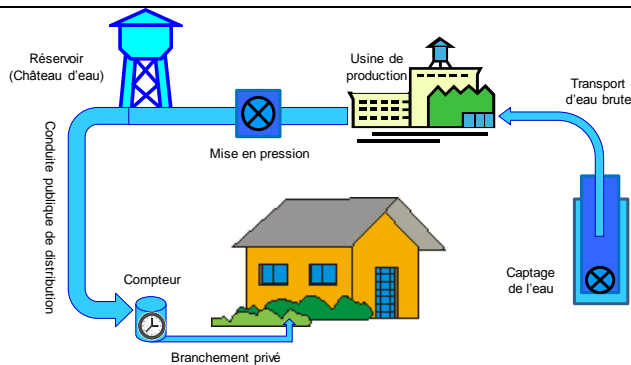 Réservoir
(Château d'eau)
Usine de
production
Transport
d'eau brute
Mise en pression
Conduite publique de distribution
Compteur
Captage
de l'eau
Branchement privé